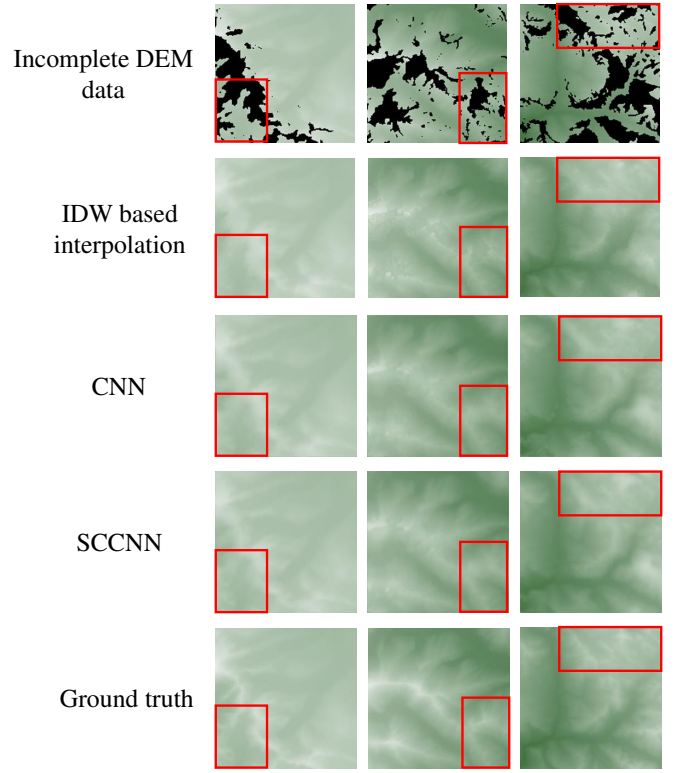 Incomplete DEM
data
IDW based
interpolation
CNN
SCCNN
Ground truth